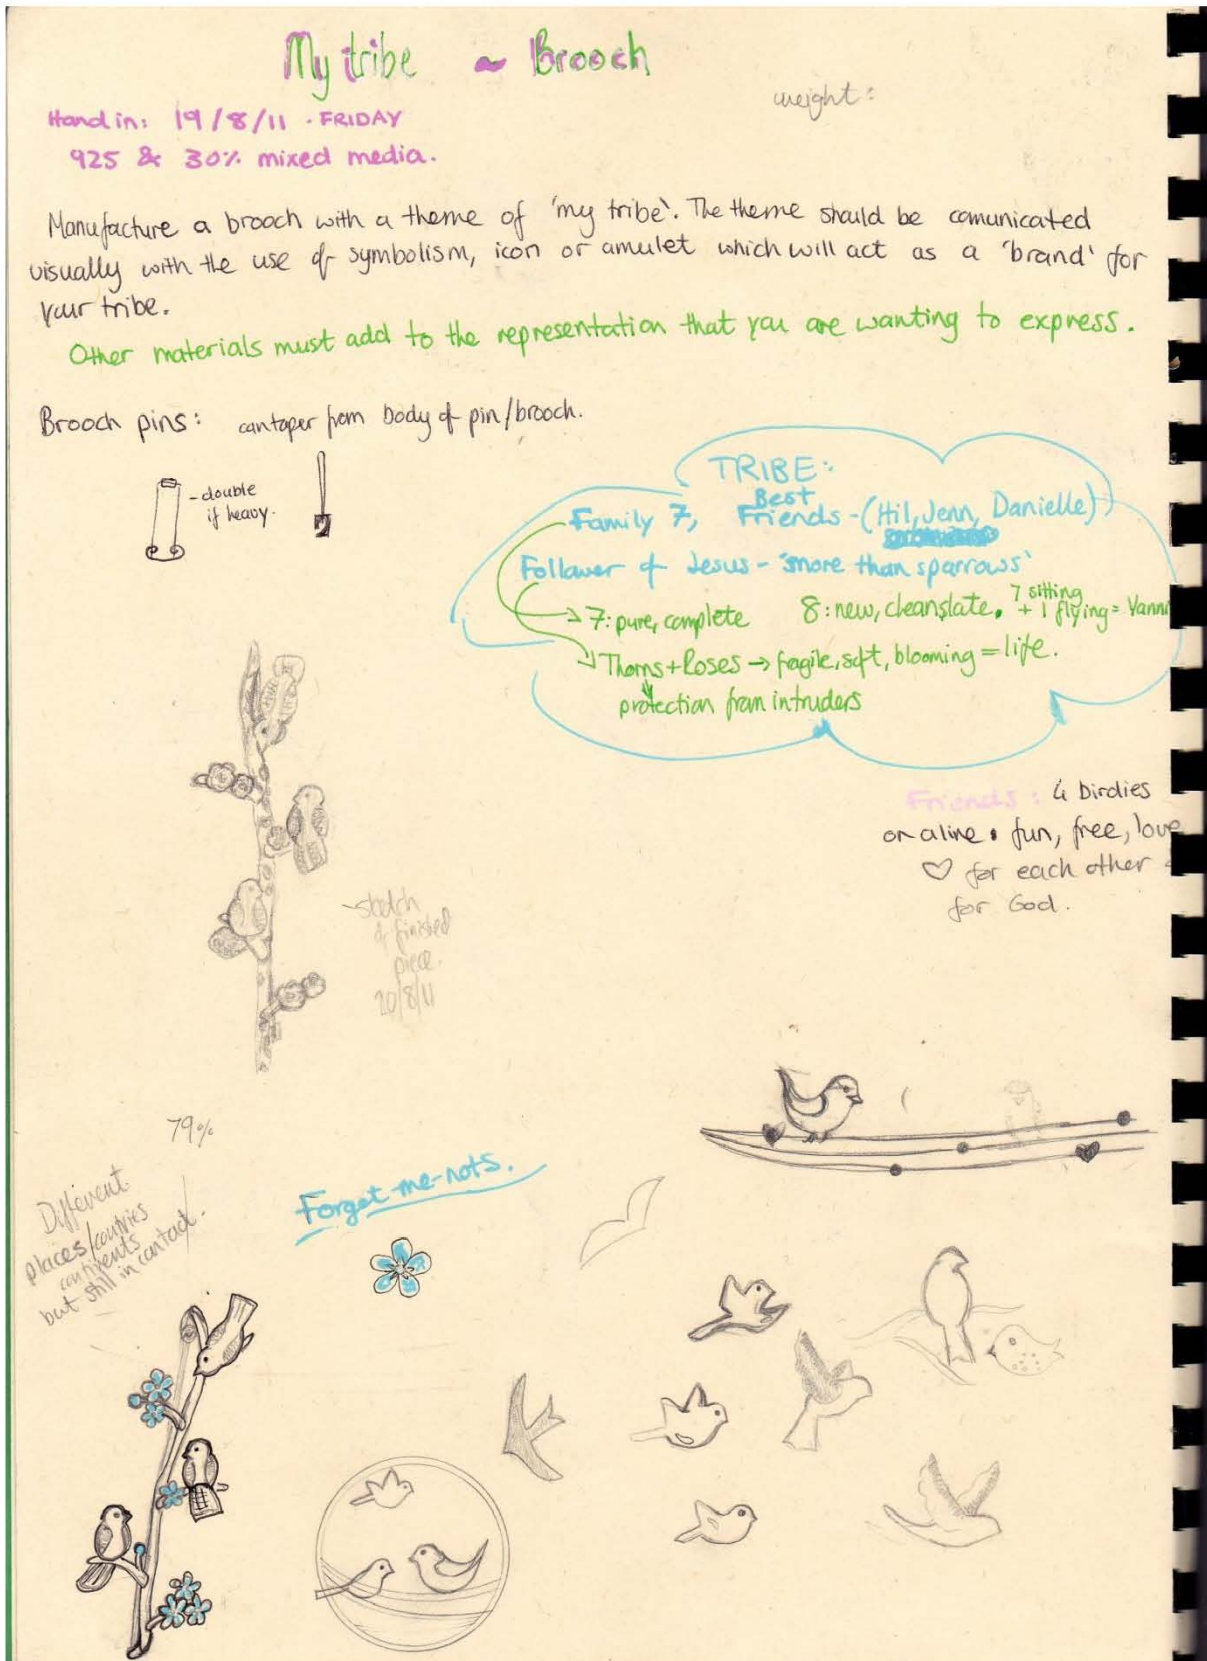 My tribe ~ Brooch
weight:
Hand in: 19/8/11 · FRIDAY
925 & 30% mixed media.
Manufacture a brooch with a theme of 'my tribe'. The theme should be comunicated
visually with the use of symbolism, icon or amulet which will act as a 'brand' for
your tribe.
Other materials must add to the representation that you are wanting to express.
Brooch pins: can taper from body of pin/brooch.
- double
if heavy.
TRIBE:
Family 7, Best Friends - (Hil, Jenn, Danielle)
Follower of Jesus - 'more than sparrows'
7: pure, complete
8: new, cleanslate.
7 sitting
+ 1 flying = Vanni
Thorns + Roses → fragile, soft, blooming = life.
protection from intruders
Friends: 4 birdies
on a line • fun, free, love
♡ for each other
for God.
- sketch
of finished
piece.
20/8/11
79%
Different
places/contries
continents
but still in contact.
Forget-me-nots.